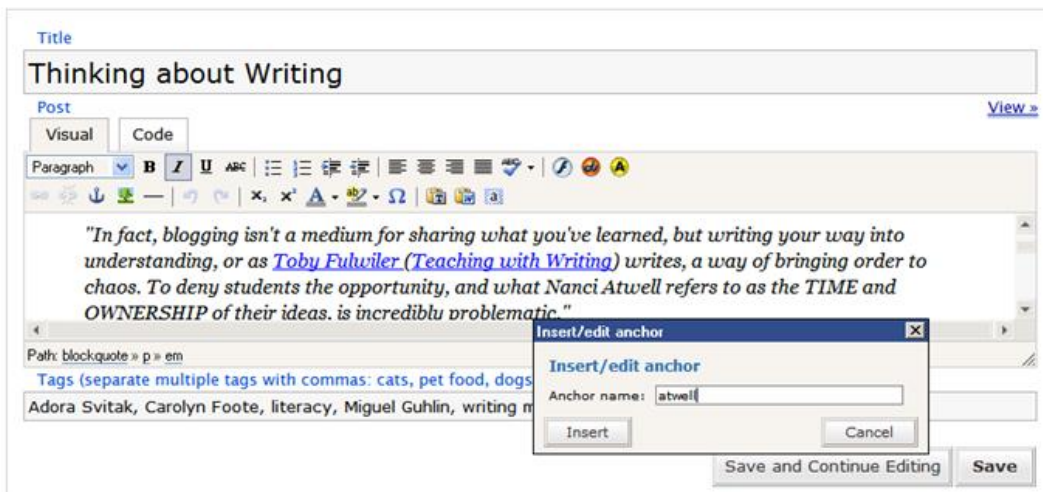 Title
Thinking about Writing
Post
View »
Visual Code
Paragraph B I U ABC
x₂ x² A ab Ω
"In fact, blogging isn't a medium for sharing what you've learned, but writing your way into
understanding, or as Toby Fulwiler (Teaching with Writing) writes, a way of bringing order to
chaos. To deny students the opportunity, and what Nanci Atwell refers to as the TIME and
OWNERSHIP of their ideas, is incredibly problematic."
Path: blockquote » p » em
Insert/edit anchor
Insert/edit anchor
Anchor name: atwell
Insert Cancel
Tags (separate multiple tags with commas: cats, pet food, dogs
Adora Svitak, Carolyn Foote, literacy, Miguel Guhlin, writing
Save and Continue Editing Save